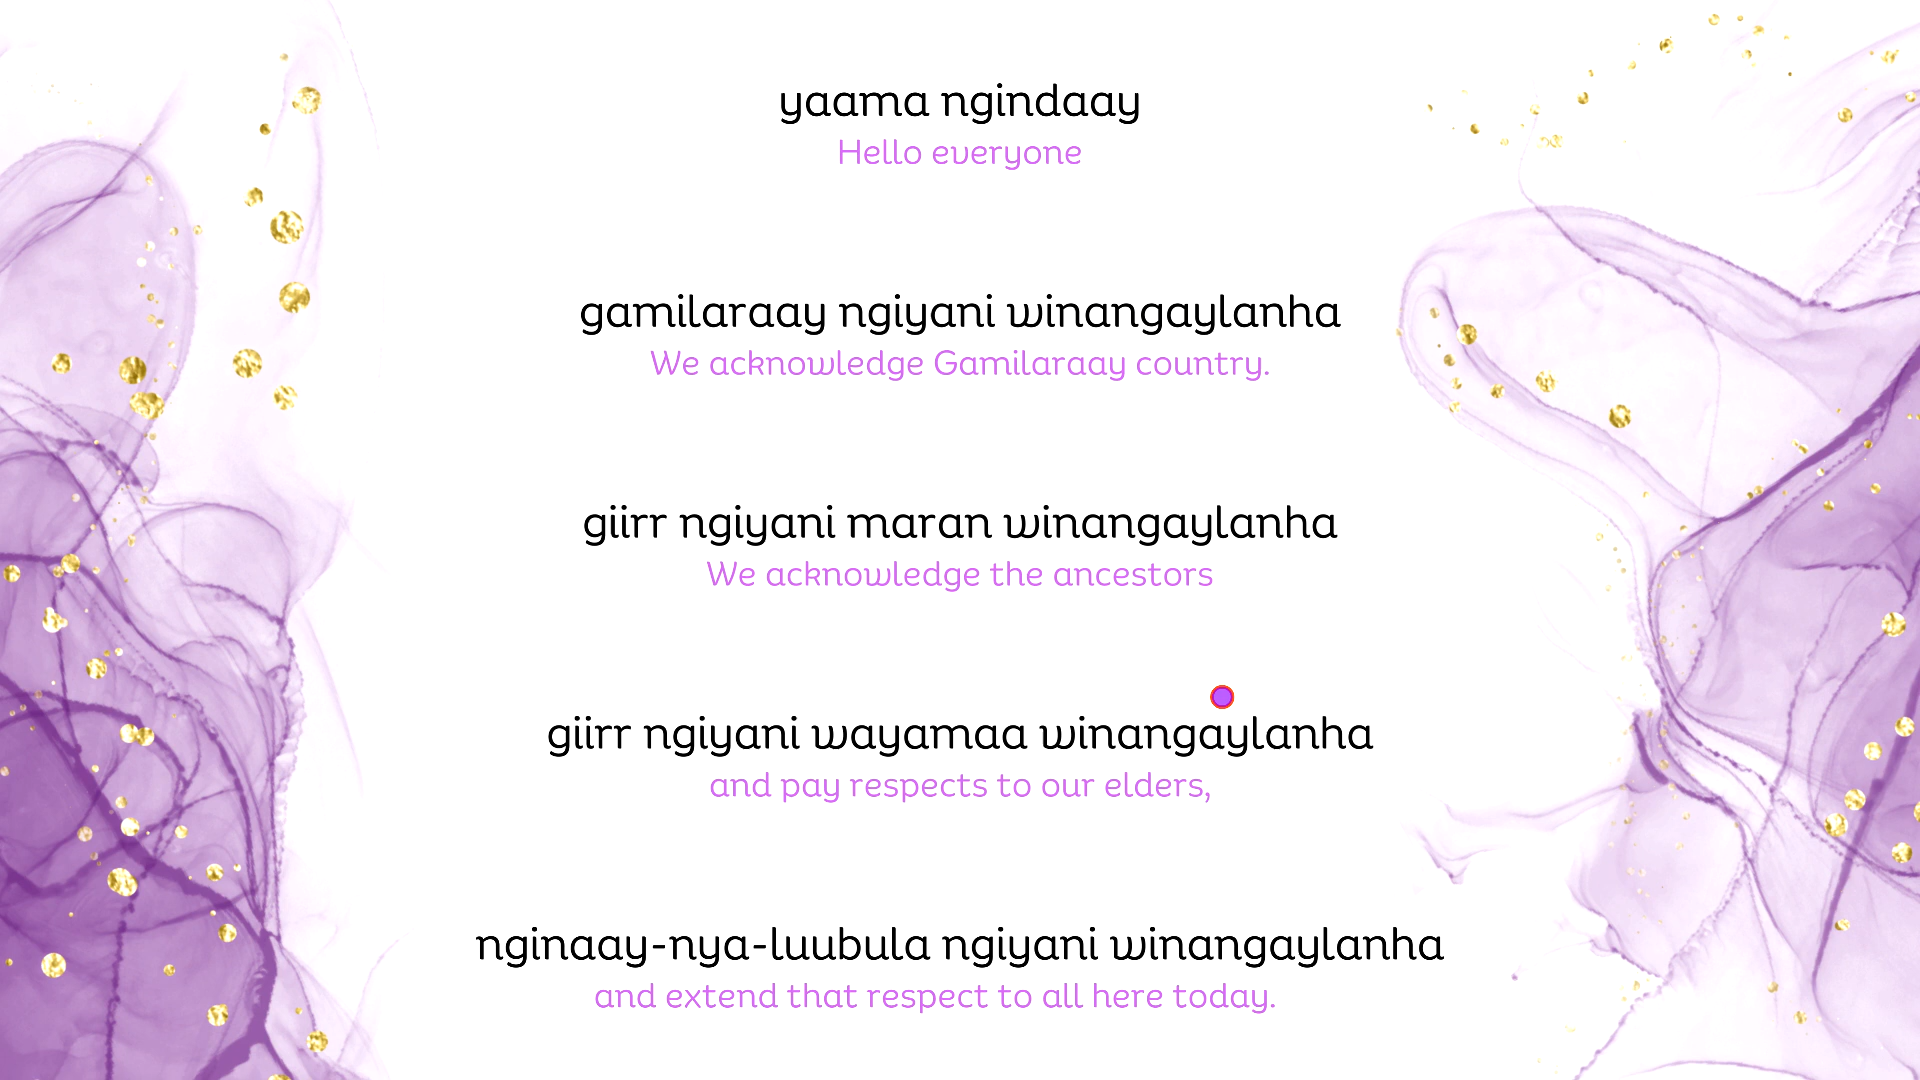 yaama ngindaay
Hello everyone
gamilaraay ngiyani winangaylanha
We acknowledge Gamilaraay country.
giirr ngiyani maran winangaylanha
We acknowledge the ancestors
giirr ngiyani wayamaa winangaylanha
and pay respects to our elders,
nginaay-nya-luubula ngiyani winangaylanha
and extend that respect to all here today.